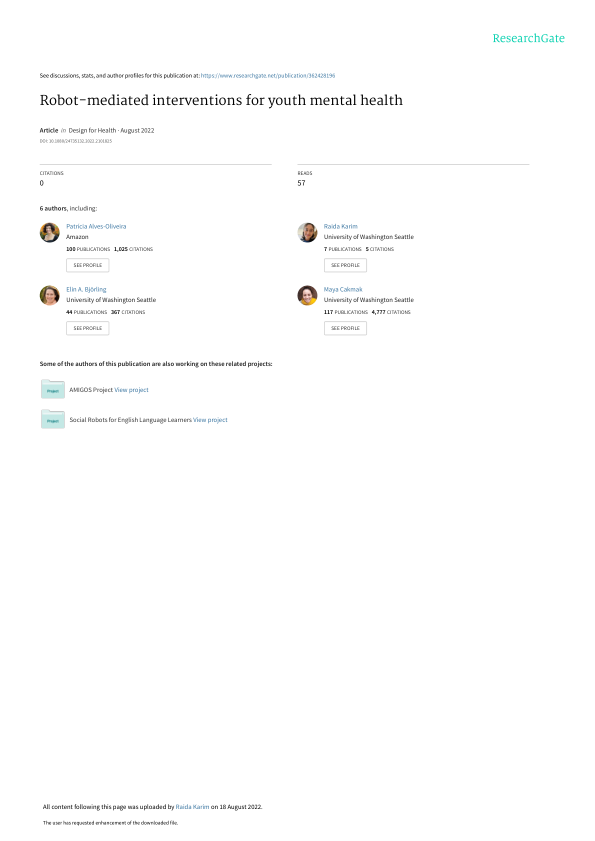 ResearchGate
See discussions, stats, and author profiles for this publication at: https://www.researchgate.net/publication/362428196
Robot-mediated interventions for youth mental health
Article in Design for Health · August 2022
DOI: 10.1080/24735132.2022.2101825
CITATIONS
0
READS
57
6 authors, including:
Patricia Alves-Oliveira
Amazon
100 PUBLICATIONS 1,025 CITATIONS
SEE PROFILE
Raida Karim
University of Washington Seattle
7 PUBLICATIONS 5 CITATIONS
SEE PROFILE
Elin A. Björling
University of Washington Seattle
44 PUBLICATIONS 367 CITATIONS
SEE PROFILE
Maya Cakmak
University of Washington Seattle
117 PUBLICATIONS 4,777 CITATIONS
SEE PROFILE
Some of the authors of this publication are also working on these related projects:
Project
AMIGOS Project View project
Project
Social Robots for English Language Learners View project
All content following this page was uploaded by Raida Karim on 18 August 2022.
The user has requested enhancement of the downloaded file.